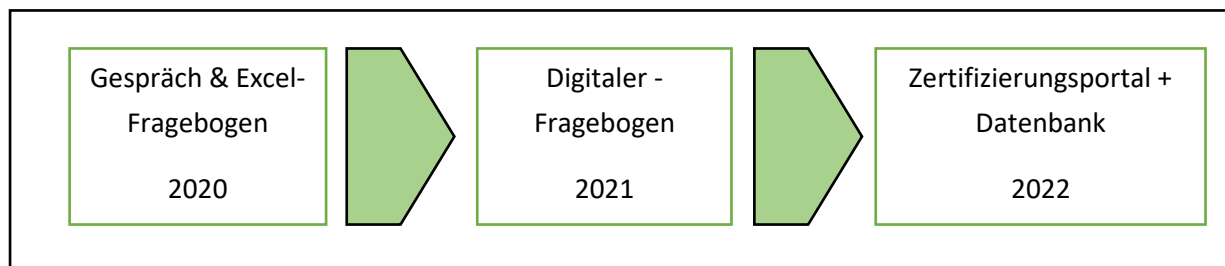 Gespräch & Excel-
Fragebogen
2020
Digitaler -
Fragebogen
2021
Zertifizierungsportal +
Datenbank
2022